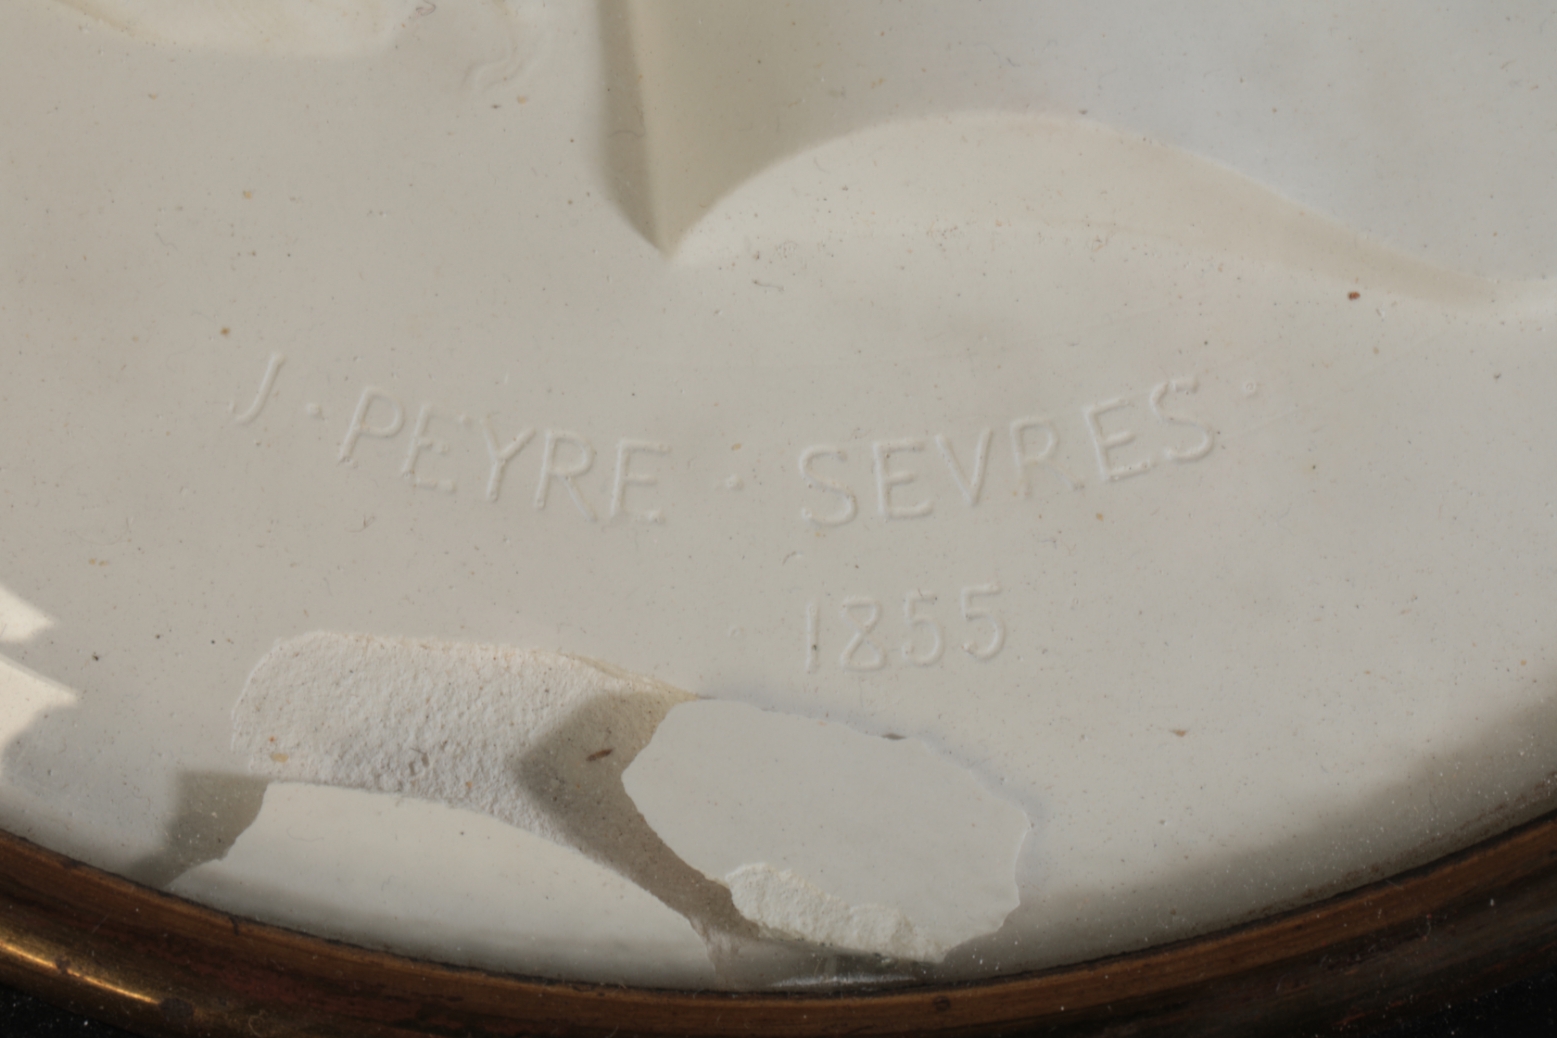 J · PEYRE · SEVRES ·
1855